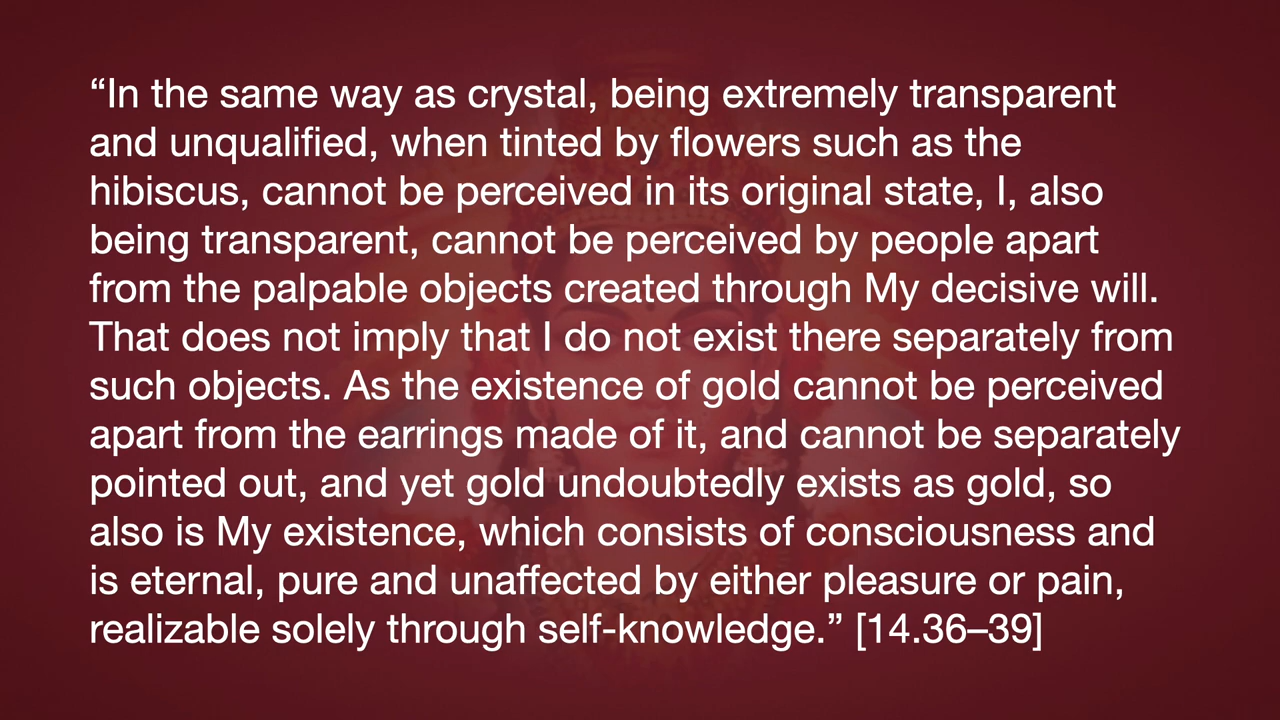 “In the same way as crystal, being extremely transparent
and unqualified, when tinted by flowers such as the
hibiscus, cannot be perceived in its original state, I, also
being transparent, cannot be perceived by people apart
from the palpable objects created through My decisive will.
That does not imply that I do not exist there separately from
such objects. As the existence of gold cannot be perceived
apart from the earrings made of it, and cannot be separately
pointed out, and yet gold undoubtedly exists as gold, so
also is My existence, which consists of consciousness and
is eternal, pure and unaffected by either pleasure or pain,
realizable solely through self-knowledge.” [14.36–39]